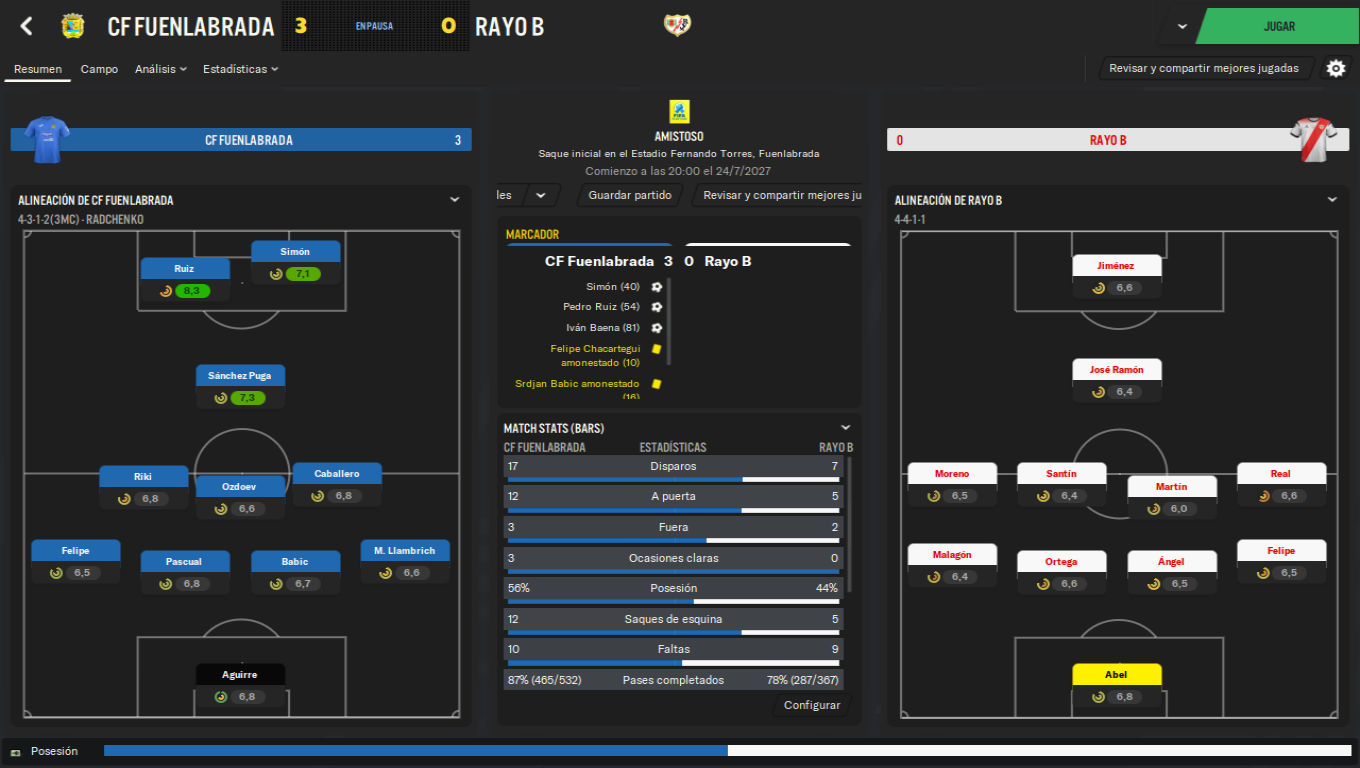 CF FUENLABRADA
3
EN PAUSA
0
RAYO B
JUGAR
Resumen
Campo
Análisis
Estadísticas
Revisar y compartir mejores jugadas
CF FUENLABRADA
3
AMISTOSO
Saque inicial en el Estadio Fernando Torres, Fuenlabrada
Comienzo a las 20:00 el 24/7/2027
les
Guardar partido
Revisar y compartir mejores ju
0
RAYO B
ALINEACIÓN DE CF FUENLABRADA
4-3-1-2(3MC) - RADCHENKO
Simón
7,1
Ruiz
8,3
Sánchez Puga
7,3
Riki
6,8
Ozdoev
6,6
Caballero
6,8
Felipe
6,5
Pascual
6,8
Babic
6,7
M. Llambrich
6,6
Aguirre
6,8
MARCADOR
CF Fuenlabrada 3 0 Rayo B
Simón (40)
Pedro Ruiz (54)
Iván Baena (81)
Felipe Chacartegui
amonestado (10)
Srdjan Babic amonestado
(16)
MATCH STATS (BARS)
CF FUENLABRADA ESTADÍSTICAS RAYO B
17 Disparos 7
12 A puerta 5
3 Fuera 2
3 Ocasiones claras 0
56% Posesión 44%
12 Saques de esquina 5
10 Faltas 9
87% (465/532) Pases completados 78% (287/367)
Configurar
ALINEACIÓN DE RAYO B
4-4-1-1
Jiménez
6,6
José Ramón
6,4
Moreno
6,5
Santín
6,4
Martín
6,0
Real
6,6
Malagón
6,4
Ortega
6,6
Ángel
6,5
Felipe
6,5
Abel
6,8
Posesión